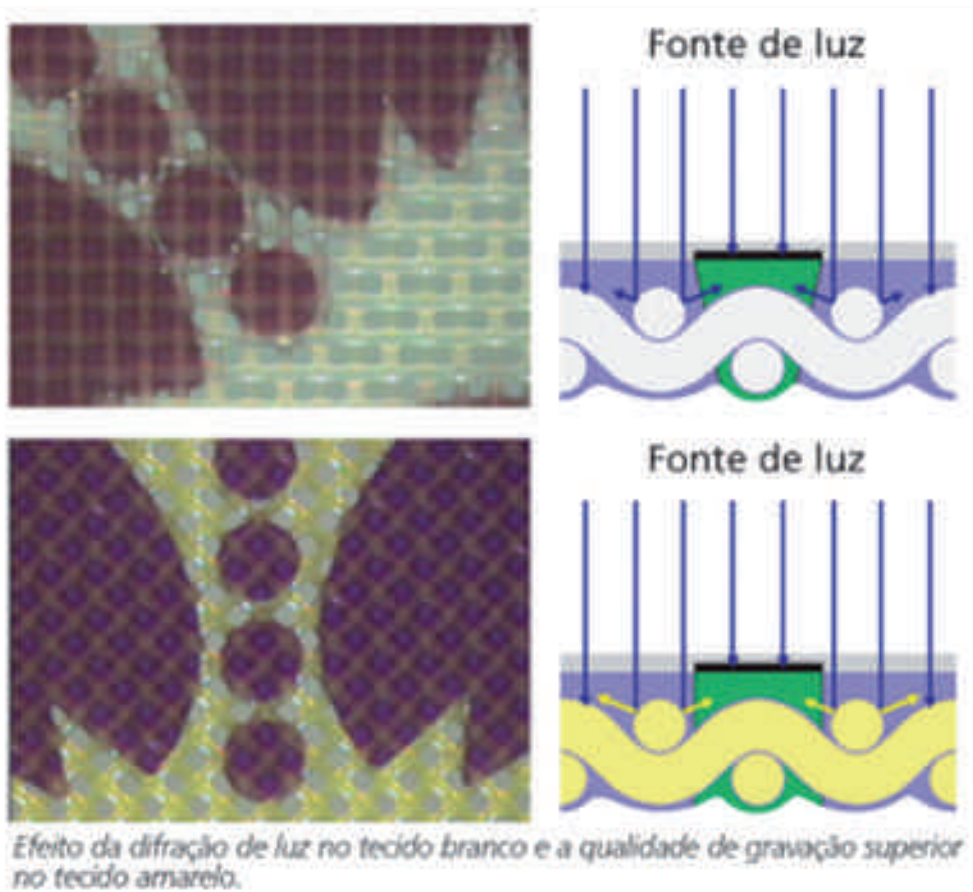 Fonte de luz
Fonte de luz
Efeito da difração de luz no tecido branco e a qualidade de gravação superior
no tecido amarelo.